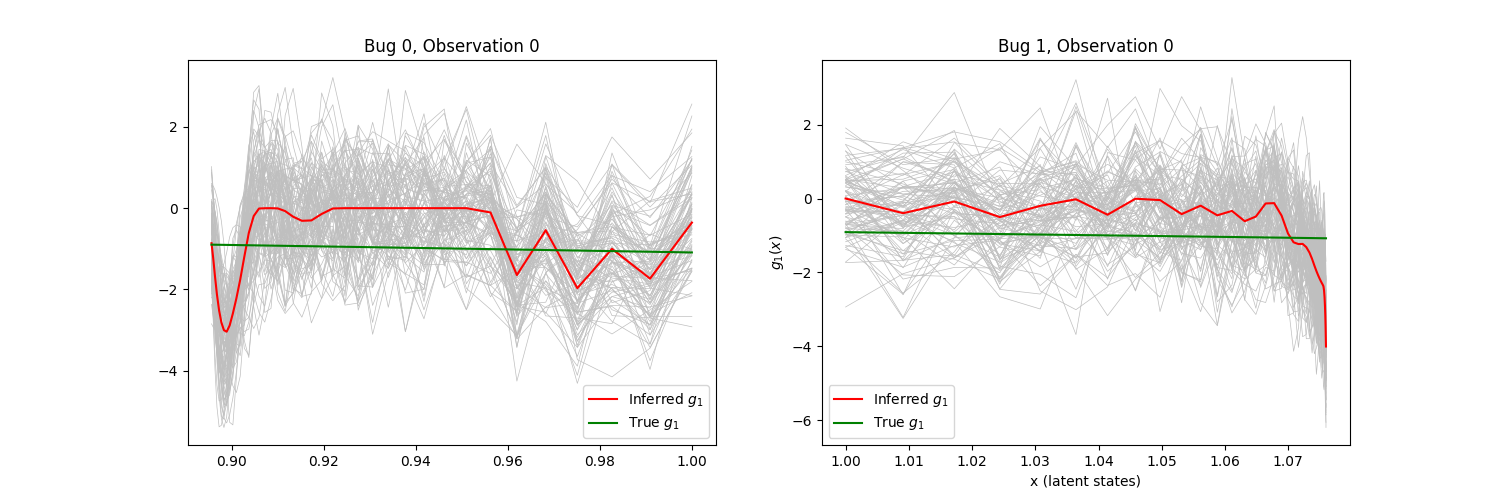 Bug 0, Observation 0
2
0
−2
−4
0.90 0.92 0.94 0.96 0.98 1.00
Inferred g₁
True g₁
Bug 1, Observation 0
g₁(x)
2
0
−2
−4
−6
1.00 1.01 1.02 1.03 1.04 1.05 1.06 1.07
x (latent states)
Inferred g₁
True g₁